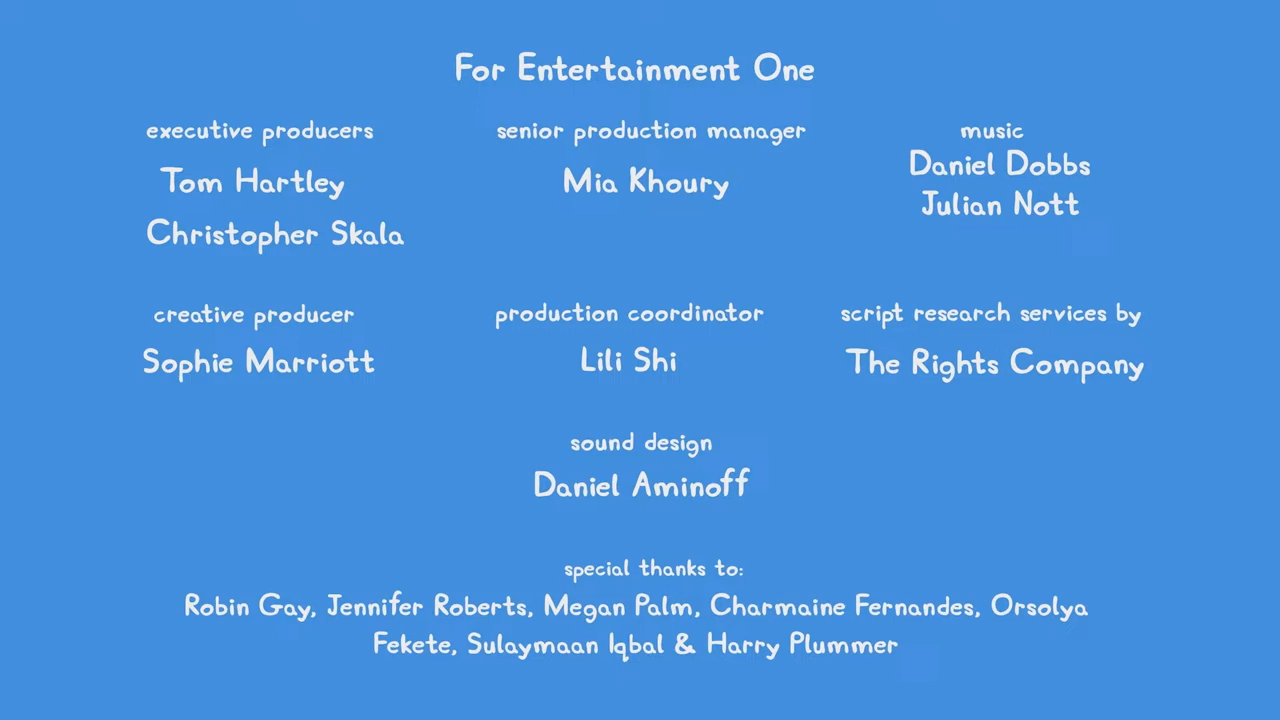 For Entertainment One
executive producers
Tom Hartley
Christopher Skala
senior production manager
Mia Khoury
music
Daniel Dobbs
Julian Nott
creative producer
Sophie Marriott
production coordinator
Lili Shi
script research services by
The Rights Company
sound design
Daniel Aminoff
special thanks to:
Robin Gay, Jennifer Roberts, Megan Palm, Charmaine Fernandes, Orsolya
Fekete, Sulaymaan Iqbal & Harry Plummer